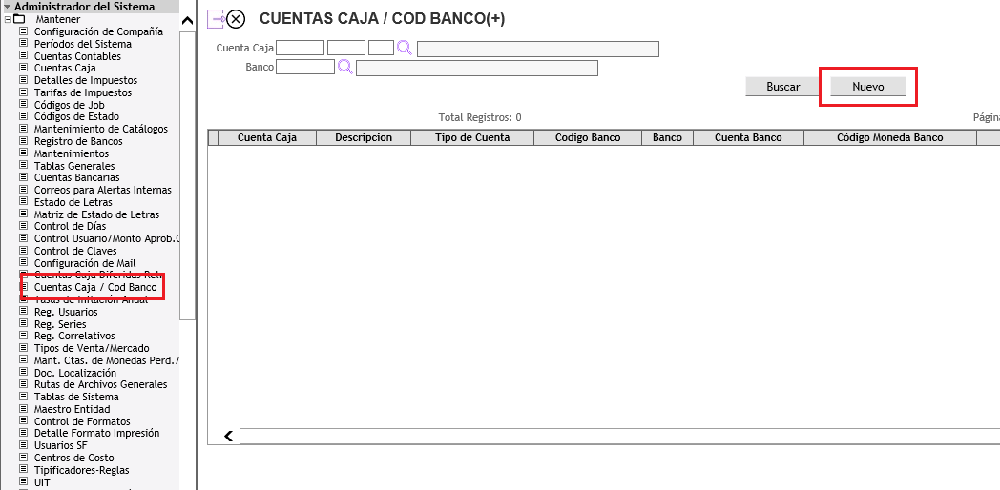 Administrador del Sistema
Mantener
Configuración de Compañía
Períodos del Sistema
Cuentas Contables
Cuentas Caja
Detalles de Impuestos
Tarifas de Impuestos
Códigos de Job
Códigos de Estado
Mantenimiento de Catálogos
Registro de Bancos
Mantenimientos
Tablas Generales
Cuentas Bancarias
Correos para Alertas Internas
Estado de Letras
Matriz de Estado de Letras
Control de Días
Control Usuario/Monto Aprob.
Control de Claves
Configuración de Mail
Cuentas Caja Diferidas Ret.
Cuentas Caja / Cod Banco
Tasas de Inflación Anual
Reg. Usuarios
Reg. Series
Reg. Correlativos
Tipos de Venta/Mercado
Mant. Ctas. de Monedas Perd./
Doc. Localización
Rutas de Archivos Generales
Tablas de Sistema
Maestro Entidad
Control de Formatos
Detalle Formato Impresión
Usuarios SF
Centros de Costo
Tipificadores-Reglas
UIT
CUENTAS CAJA / COD BANCO(+)
Cuenta Caja
Banco
Buscar Nuevo
Total Registros: 0 Págin
Cuenta Caja Descripcion Tipo de Cuenta Codigo Banco Banco Cuenta Banco Código Moneda Banco